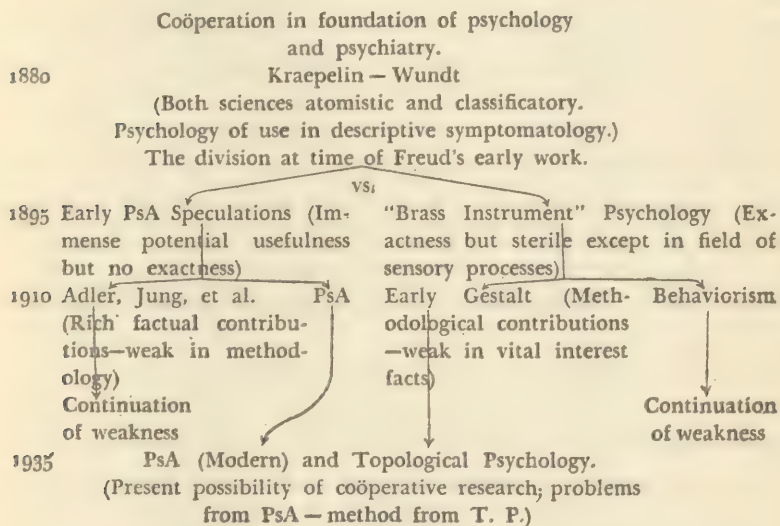 Coöperation in foundation of psychology
and psychiatry.
1880 Kraepelin — Wundt
(Both sciences atomistic and classificatory.
Psychology of use in descriptive symptomatology.)
The division at time of Freud's early work.
vs.
1895 Early PsA Speculations (Im- "Brass Instrument" Psychology (Ex-
mense potential usefulness actness but sterile except in field of
but no exactness) sensory processes)
1910 Adler, Jung, et al. PsA Early Gestalt (Meth- Behaviorism
(Rich factual contribu- odological contributions
tions—weak in method- —weak in vital interest
ology) facts)
Continuation Continuation
of weakness of weakness
1935 PsA (Modern) and Topological Psychology.
(Present possibility of coöperative research; problems
from PsA — method from T. P.)